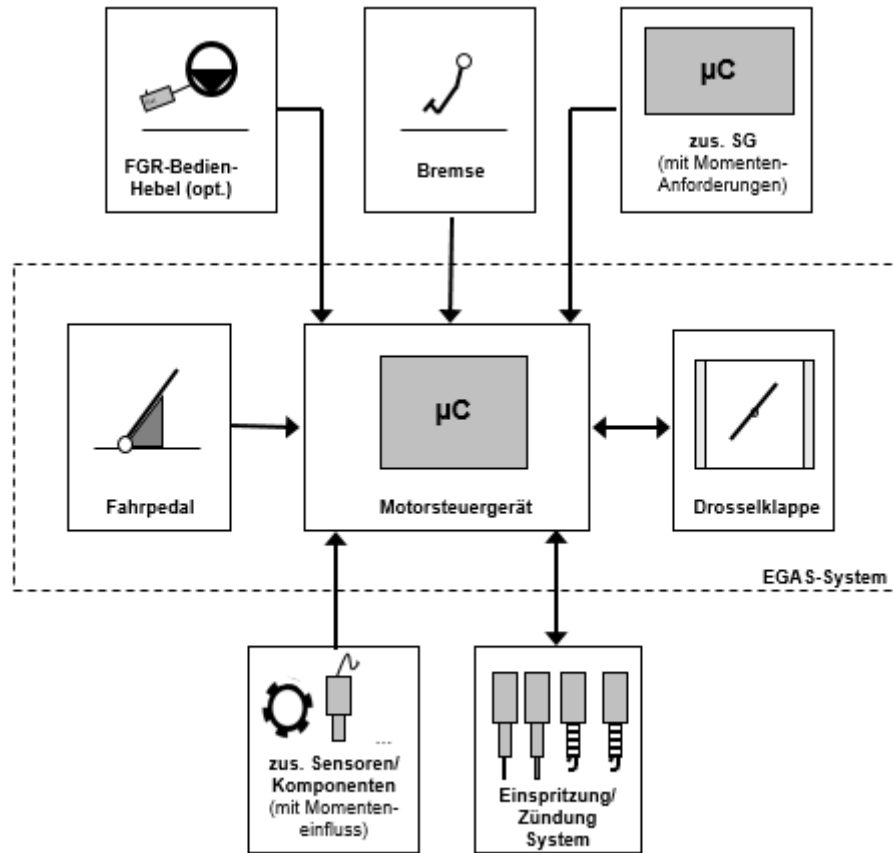 FGR-Bedien-
Hebel (opt.)
Bremse
µC
zus. SG
(mit Momenten-
Anforderungen)
Fahrpedal
µC
Motorsteuergerät
Drosselklappe
EGAS-System
...
zus. Sensoren/
Komponenten
(mit Momenten-
einfluss)
Einspritzung/
Zündung
System